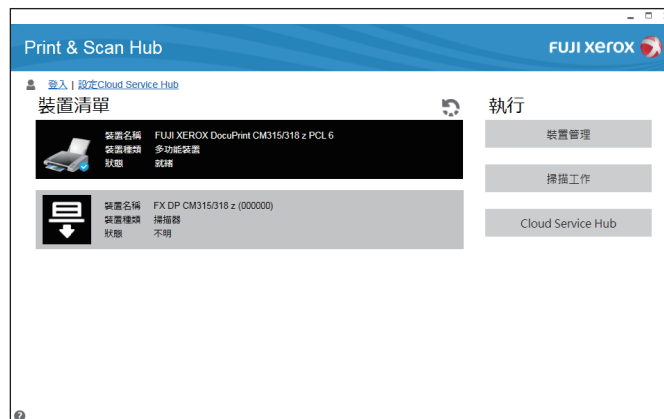 Print & Scan Hub
FUJI xerox
登入 | 設定Cloud Service Hub
裝置清單
裝置名稱 FUJI XEROX DocuPrint CM315/318 z PCL 6
裝置種類 多功能裝置
狀態 就緒
裝置名稱 FX DP CM315/318 z (000000)
裝置種類 掃描器
狀態 不明
執行
裝置管理
掃描工作
Cloud Service Hub
?